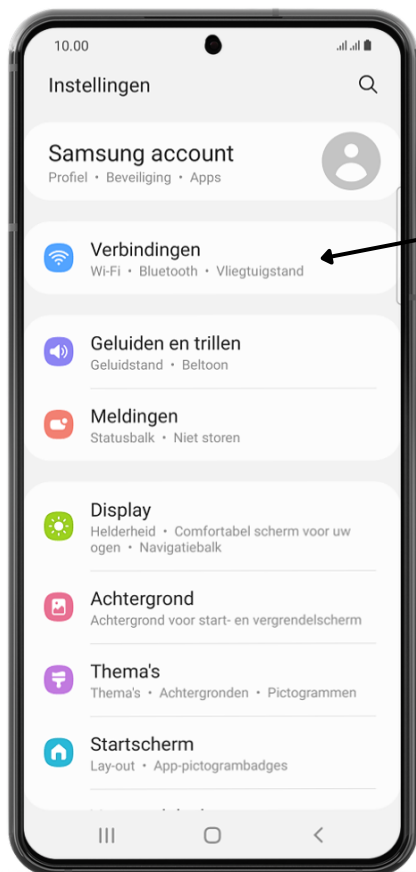 10.00
Instellingen
Samsung account
Profiel • Beveiliging • Apps
Verbindingen
Wi-Fi • Bluetooth • Vliegtuigstand
Geluiden en trillen
Geluidstand • Beltoon
Meldingen
Statusbalk • Niet storen
Display
Helderheid • Comfortabel scherm voor uw
ogen • Navigatiebalk
Achtergrond
Achtergrond voor start- en vergrendelscherm
Thema's
Thema's • Achtergronden • Pictogrammen
Startscherm
Lay-out • App-pictogrambadges